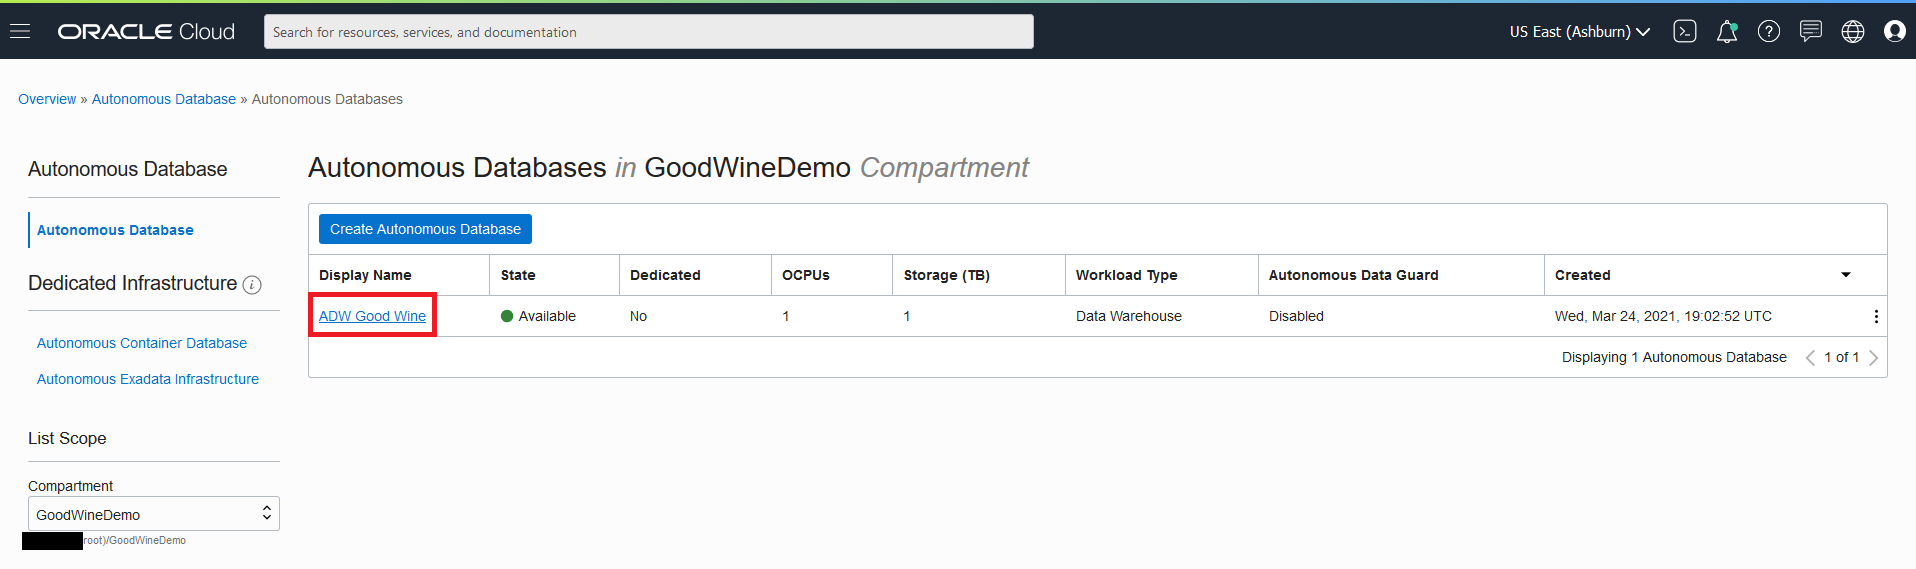 ORACLE Cloud
Search for resources, services, and documentation
US East (Ashburn)
Overview » Autonomous Database » Autonomous Databases
Autonomous Database
Autonomous Database
Dedicated Infrastructure
Autonomous Container Database
Autonomous Exadata Infrastructure
List Scope
Compartment
GoodWineDemo
root)/GoodWineDemo
Autonomous Databases in GoodWineDemo Compartment
Create Autonomous Database
Display Name State Dedicated OCPUs Storage (TB) Workload Type Autonomous Data Guard Created
ADW Good Wine Available No 1 1 Data Warehouse Disabled Wed, Mar 24, 2021, 19:02:52 UTC
Displaying 1 Autonomous Database 1 of 1